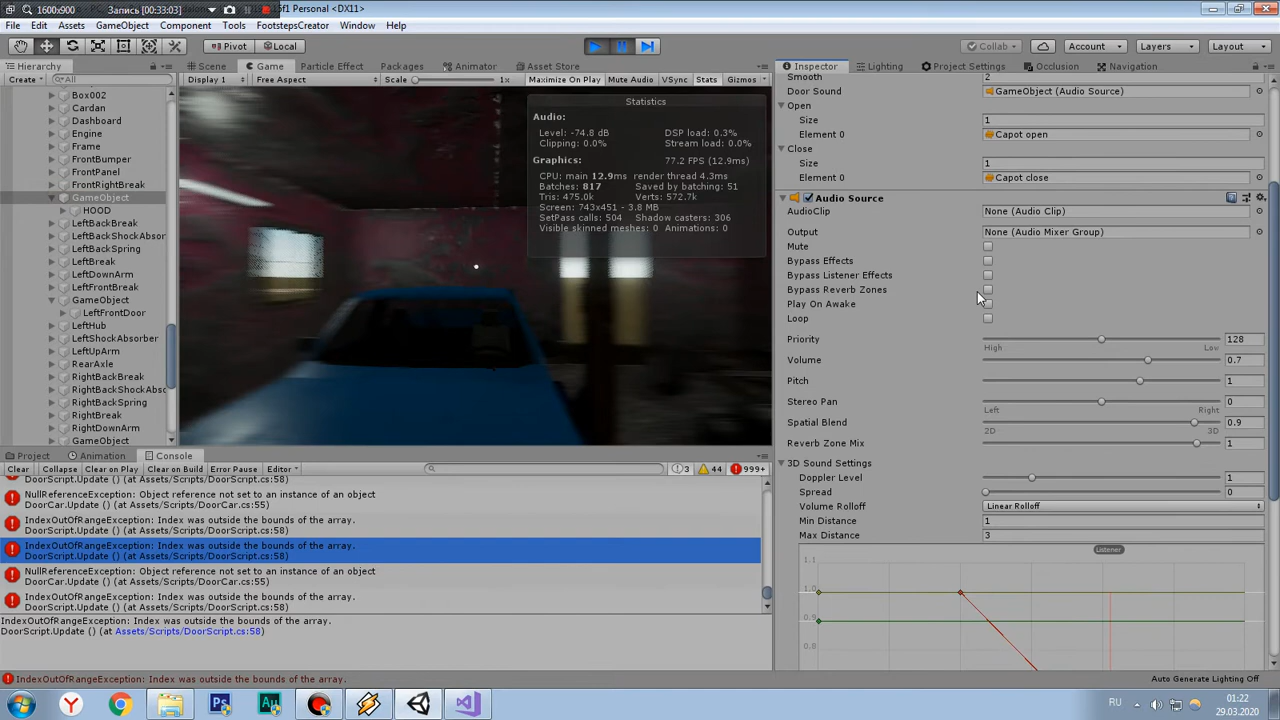 1600x900 Запись [00:33:03] 5f1 Personal <DX11>
File Edit Assets GameObject Component Tools FootstepsCreator Window Help
Pivot Local Collab Account Layers Layout
Hierarchy Scene Game Particle Effect Packages Animator Asset Store Inspector Lighting Project Settings Occlusion Navigation
Create All Display 1 Free Aspect Scale 1x Maximize On Play Mute Audio VSync Stats Gizmos
Box002
Cardan
Dashboard
Engine
Frame
FrontBumper
FrontPanel
FrontRightBreak
GameObject
HOOD
LeftBackBreak
LeftBackShockAbsor
LeftBackSpring
LeftBreak
LeftDownArm
LeftFrontBreak
GameObject
LeftFrontDoor
LeftHub
LeftShockAbsorber
LeftUpArm
RearAxle
RightBackBreak
RightBackShockAbso
RightBackSpring
RightBreak
RightDownArm
GameObject
Statistics
Audio:
Level: -74.8 dB DSP load: 0.3%
Clipping: 0.0% Stream load: 0.0%
Graphics: 77.2 FPS (12.9ms)
CPU: main 12.9ms render thread 4.3ms
Batches: 817 Saved by batching: 51
Tris: 475.0k Verts: 572.7k
Screen: 743x451 - 3.8 MB
SetPass calls: 504 Shadow casters: 306
Visible skinned meshes: 0 Animations: 0
Smooth 2
Door Sound GameObject (Audio Source)
Open
Size 1
Element 0 Capot open
Close
Size 1
Element 0 Capot close
Audio Source
AudioClip None (Audio Clip)
Output None (Audio Mixer Group)
Mute
Bypass Effects
Bypass Listener Effects
Bypass Reverb Zones
Play On Awake
Loop
Priority 128
High Low
Volume 0.7
Pitch 1
Stereo Pan 0
Left Right
Spatial Blend 0.9
2D 3D
Reverb Zone Mix 1
3D Sound Settings
Doppler Level 1
Spread 0
Volume Rolloff Linear Rolloff
Min Distance 1
Max Distance 3
Listener
1.1
1.0
0.9
0.8
Project Animation Console
Clear Collapse Clear on Play Clear on Build Error Pause Editor 3 44 999+
DoorScript.Update () (at Assets/Scripts/DoorScript.cs:58)
NullReferenceException: Object reference not set to an instance of an object
DoorCar.Update () (at Assets/Scripts/DoorCar.cs:55)
IndexOutOfRangeException: Index was outside the bounds of the array.
DoorScript.Update () (at Assets/Scripts/DoorScript.cs:58)
IndexOutOfRangeException: Index was outside the bounds of the array.
DoorScript.Update () (at Assets/Scripts/DoorScript.cs:58)
NullReferenceException: Object reference not set to an instance of an object
DoorCar.Update () (at Assets/Scripts/DoorCar.cs:55)
IndexOutOfRangeException: Index was outside the bounds of the array.
DoorScript.Update () (at Assets/Scripts/DoorScript.cs:58)
IndexOutOfRangeException: Index was outside the bounds of the array.
DoorScript.Update () (at Assets/Scripts/DoorScript.cs:58)
IndexOutOfRangeException: Index was outside the bounds of the array.
Auto Generate Lighting Off
RU 01:22
29.03.2020